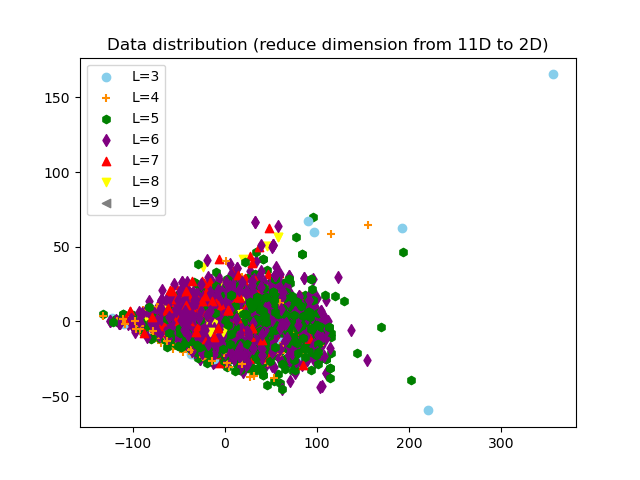 Data distribution (reduce dimension from 11D to 2D)
L=3
L=4
L=5
L=6
L=7
L=8
L=9
150
100
50
0
−50
−100
0
100
200
300